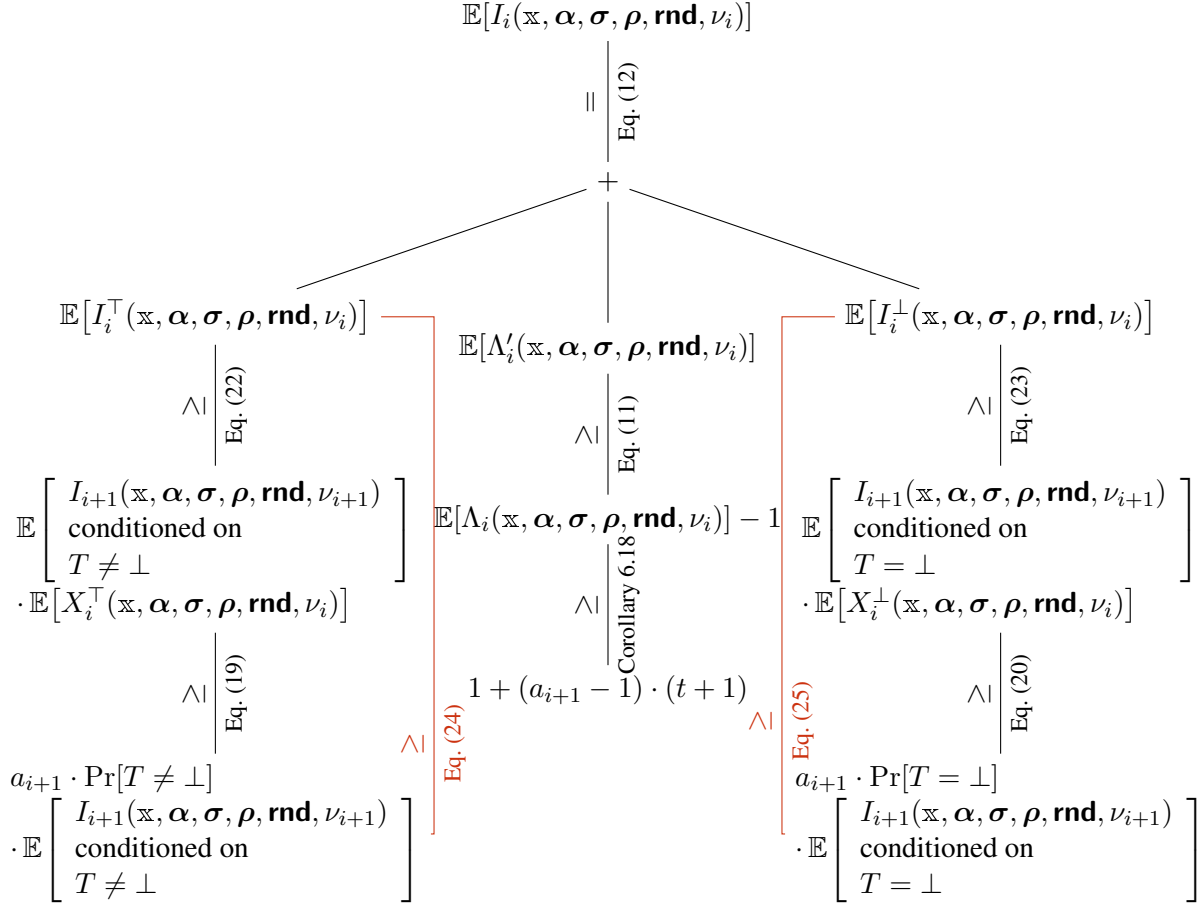 𝔼[I_i(𝕩, 𝜶, 𝝈, 𝝆, 𝗿𝗻𝗱, ν_i)]
=
Eq. (12)
+
𝔼[I_i^⊤(𝕩, 𝜶, 𝝈, 𝝆, 𝗿𝗻𝗱, ν_i)]
≤
Eq. (22)
𝔼[ I_{i+1}(𝕩, 𝜶, 𝝈, 𝝆, 𝗿𝗻𝗱, ν_{i+1})
conditioned on
T ≠ ⊥ ]
· 𝔼[X_i^⊤(𝕩, 𝜶, 𝝈, 𝝆, 𝗿𝗻𝗱, ν_i)]
≤
Eq. (19)
a_{i+1} · Pr[T ≠ ⊥]
· 𝔼[ I_{i+1}(𝕩, 𝜶, 𝝈, 𝝆, 𝗿𝗻𝗱, ν_{i+1})
conditioned on
T ≠ ⊥ ]
≤
Eq. (24)
𝔼[Λ′_i(𝕩, 𝜶, 𝝈, 𝝆, 𝗿𝗻𝗱, ν_i)]
≤
Eq. (11)
𝔼[Λ_i(𝕩, 𝜶, 𝝈, 𝝆, 𝗿𝗻𝗱, ν_i)] − 1
≤
Corollary 6.18
1 + (a_{i+1} − 1) · (t + 1)
𝔼[I_i^⊥(𝕩, 𝜶, 𝝈, 𝝆, 𝗿𝗻𝗱, ν_i)]
≤
Eq. (23)
𝔼[ I_{i+1}(𝕩, 𝜶, 𝝈, 𝝆, 𝗿𝗻𝗱, ν_{i+1})
conditioned on
T = ⊥ ]
· 𝔼[X_i^⊥(𝕩, 𝜶, 𝝈, 𝝆, 𝗿𝗻𝗱, ν_i)]
≤
Eq. (20)
a_{i+1} · Pr[T = ⊥]
· 𝔼[ I_{i+1}(𝕩, 𝜶, 𝝈, 𝝆, 𝗿𝗻𝗱, ν_{i+1})
conditioned on
T = ⊥ ]
≤
Eq. (25)